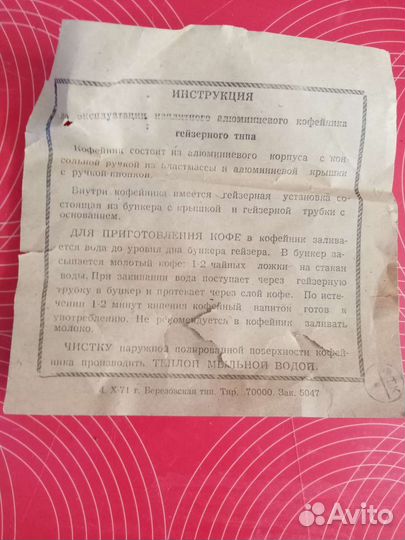 ИНСТРУКЦИЯ
эксплуатации накидного алюминиевого кофейника
гейзерного типа
Кофейник состоит из алюминиевого корпуса с кон-
сольной ручкой из пластмассы и алюминиевой крышки
с ручкой-кнопкой.
Внутри кофейника имеется гейзерная установка со-
стоящая из бункера с крышкой и гейзерной трубки с
основанием.
ДЛЯ ПРИГОТОВЛЕНИЯ КОФЕ в кофейник залива-
ется вода до уровня дна бункера гейзера. В бункер за-
сыпается молотый кофе: 1-2 чайных ложки на стакан
воды. При закипании вода поступает через гейзерную
трубку в бункер и протекает через слой кофе. По исте-
чении 1-2 минут кипения кофейный напиток готов к
употреблению. Не рекомендуется в кофейник заливать
молоко.
ЧИСТКУ наружной полированной поверхности кофей-
ника производить ТЕПЛОЙ МЫЛЬНОЙ ВОДОЙ.
4. X-71 г. Березовская тип. Тир. 70000. Зак. 5047
Avito